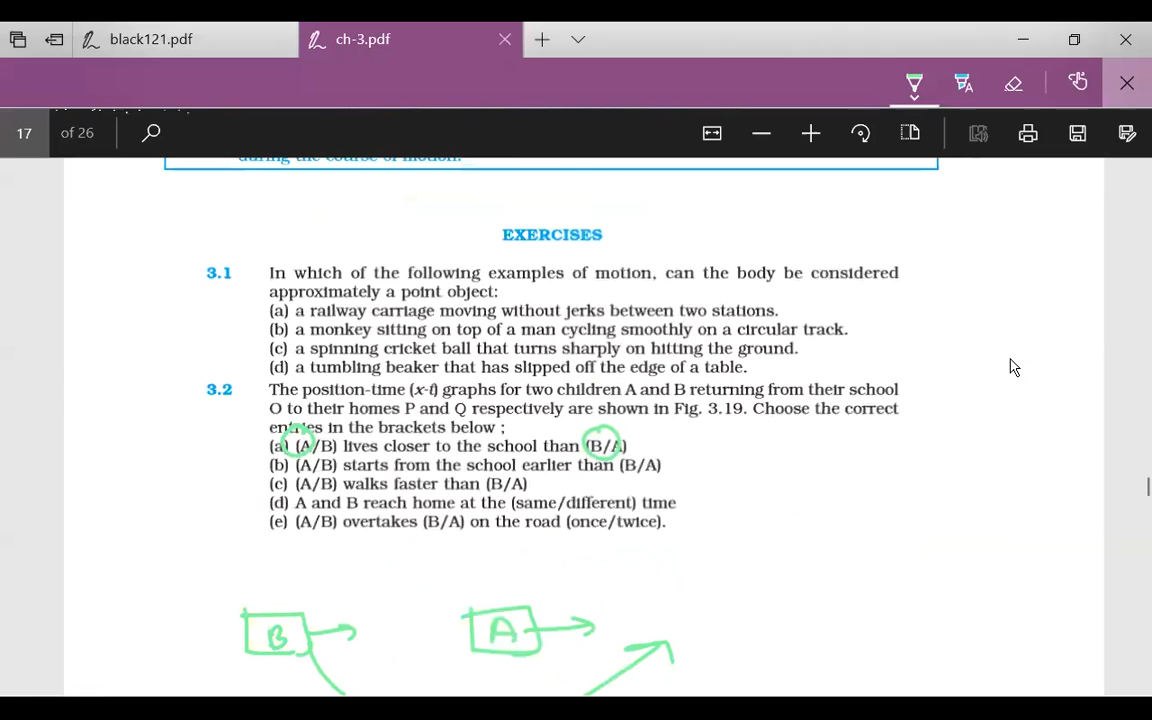 black121.pdf
ch-3.pdf
17 of 26
during the course of motion.
EXERCISES
3.1 In which of the following examples of motion, can the body be considered
approximately a point object:
(a) a railway carriage moving without jerks between two stations.
(b) a monkey sitting on top of a man cycling smoothly on a circular track.
(c) a spinning cricket ball that turns sharply on hitting the ground.
(d) a tumbling beaker that has slipped off the edge of a table.
3.2 The position-time (x-t) graphs for two children A and B returning from their school
O to their homes P and Q respectively are shown in Fig. 3.19. Choose the correct
entries in the brackets below ;
(a) (A/B) lives closer to the school than (B/A)
(b) (A/B) starts from the school earlier than (B/A)
(c) (A/B) walks faster than (B/A)
(d) A and B reach home at the (same/different) time
(e) (A/B) overtakes (B/A) on the road (once/twice).
B A